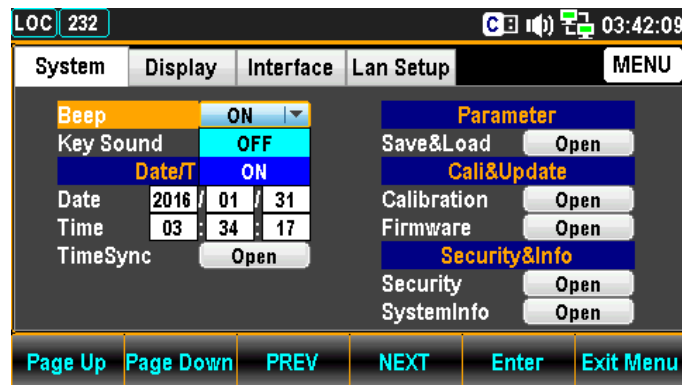 LOC 232 C 03:42:09
System Display Interface Lan Setup MENU
Beep ON
Key Sound OFF
Date/T ON
Date 2016 / 01 / 31
Time 03 : 34 : 17
TimeSync Open
Parameter
Save&Load Open
Cali&Update
Calibration Open
Firmware Open
Security&Info
Security Open
SystemInfo Open
Page Up Page Down PREV NEXT Enter Exit Menu